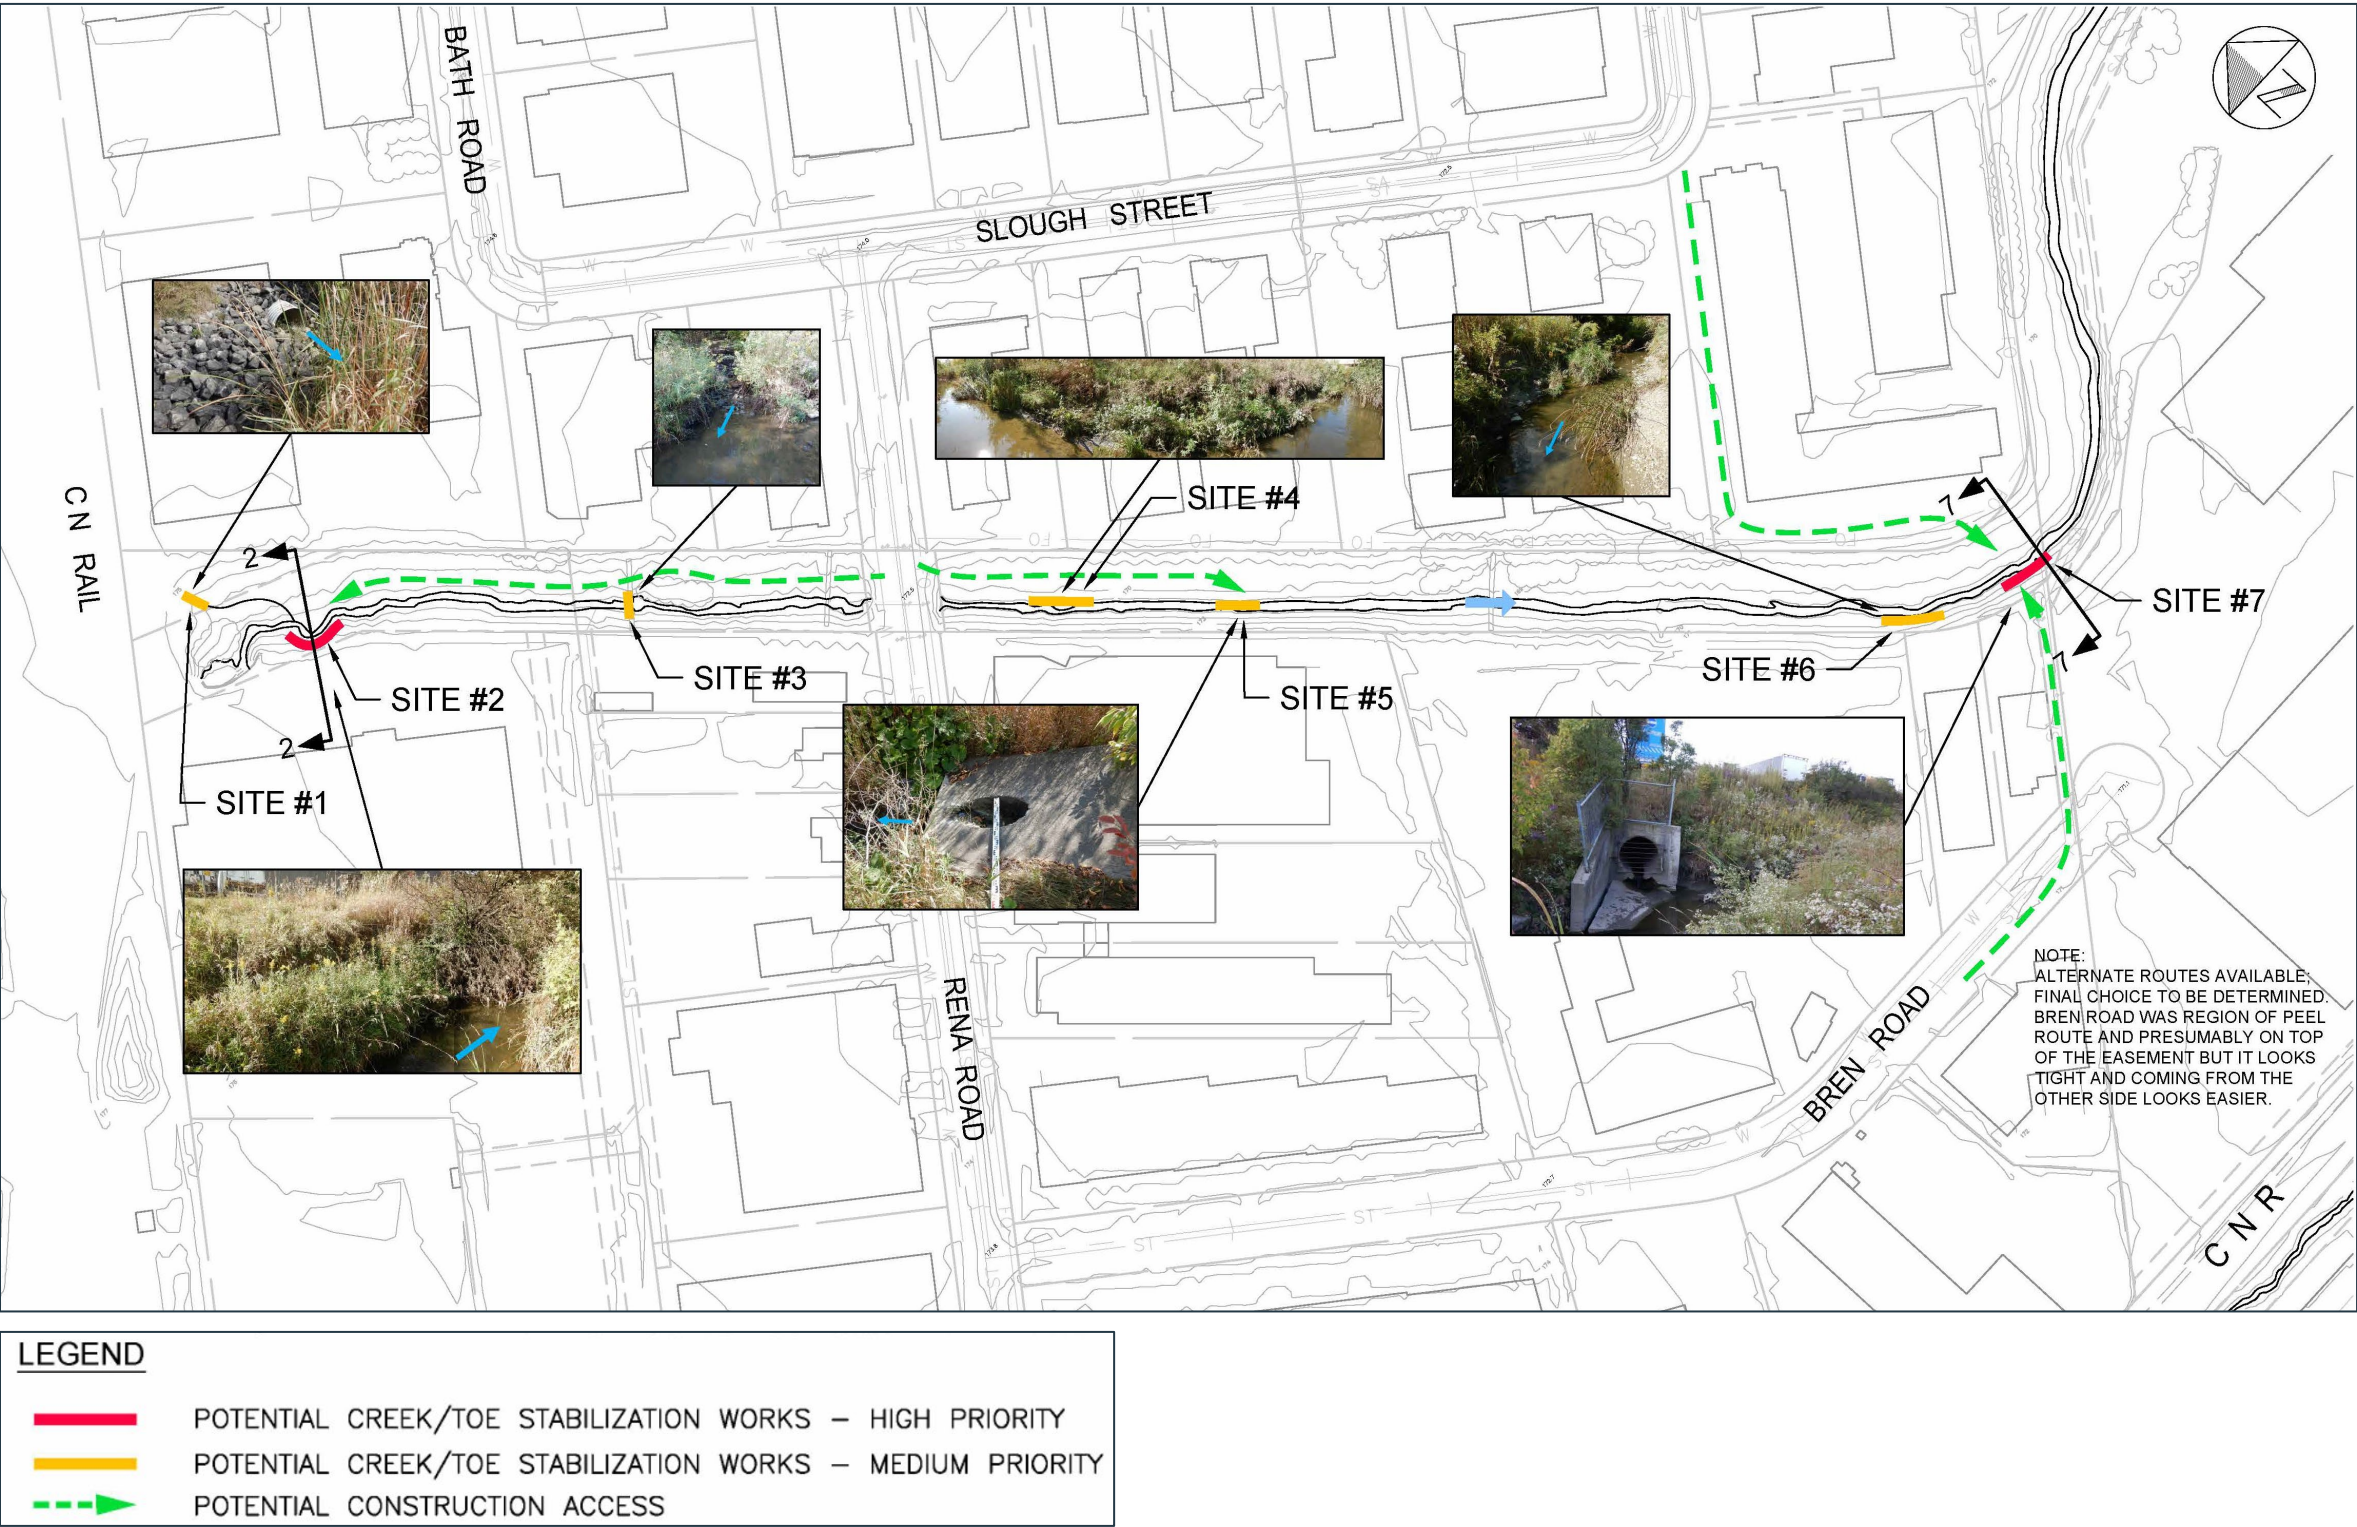 BATH ROAD
SLOUGH STREET
CN RAIL
SITE #4
2
7
SITE #7
SITE #3
SITE #6
SITE #2
SITE #5
7
2
SITE #1
RENA ROAD
BREN ROAD
NOTE:
ALTERNATE ROUTES AVAILABLE;
FINAL CHOICE TO BE DETERMINED.
BREN ROAD WAS REGION OF PEEL
ROUTE AND PRESUMABLY ON TOP
OF THE EASEMENT BUT IT LOOKS
TIGHT AND COMING FROM THE
OTHER SIDE LOOKS EASIER.
CNR
LEGEND
POTENTIAL CREEK/TOE STABILIZATION WORKS – HIGH PRIORITY
POTENTIAL CREEK/TOE STABILIZATION WORKS – MEDIUM PRIORITY
POTENTIAL CONSTRUCTION ACCESS